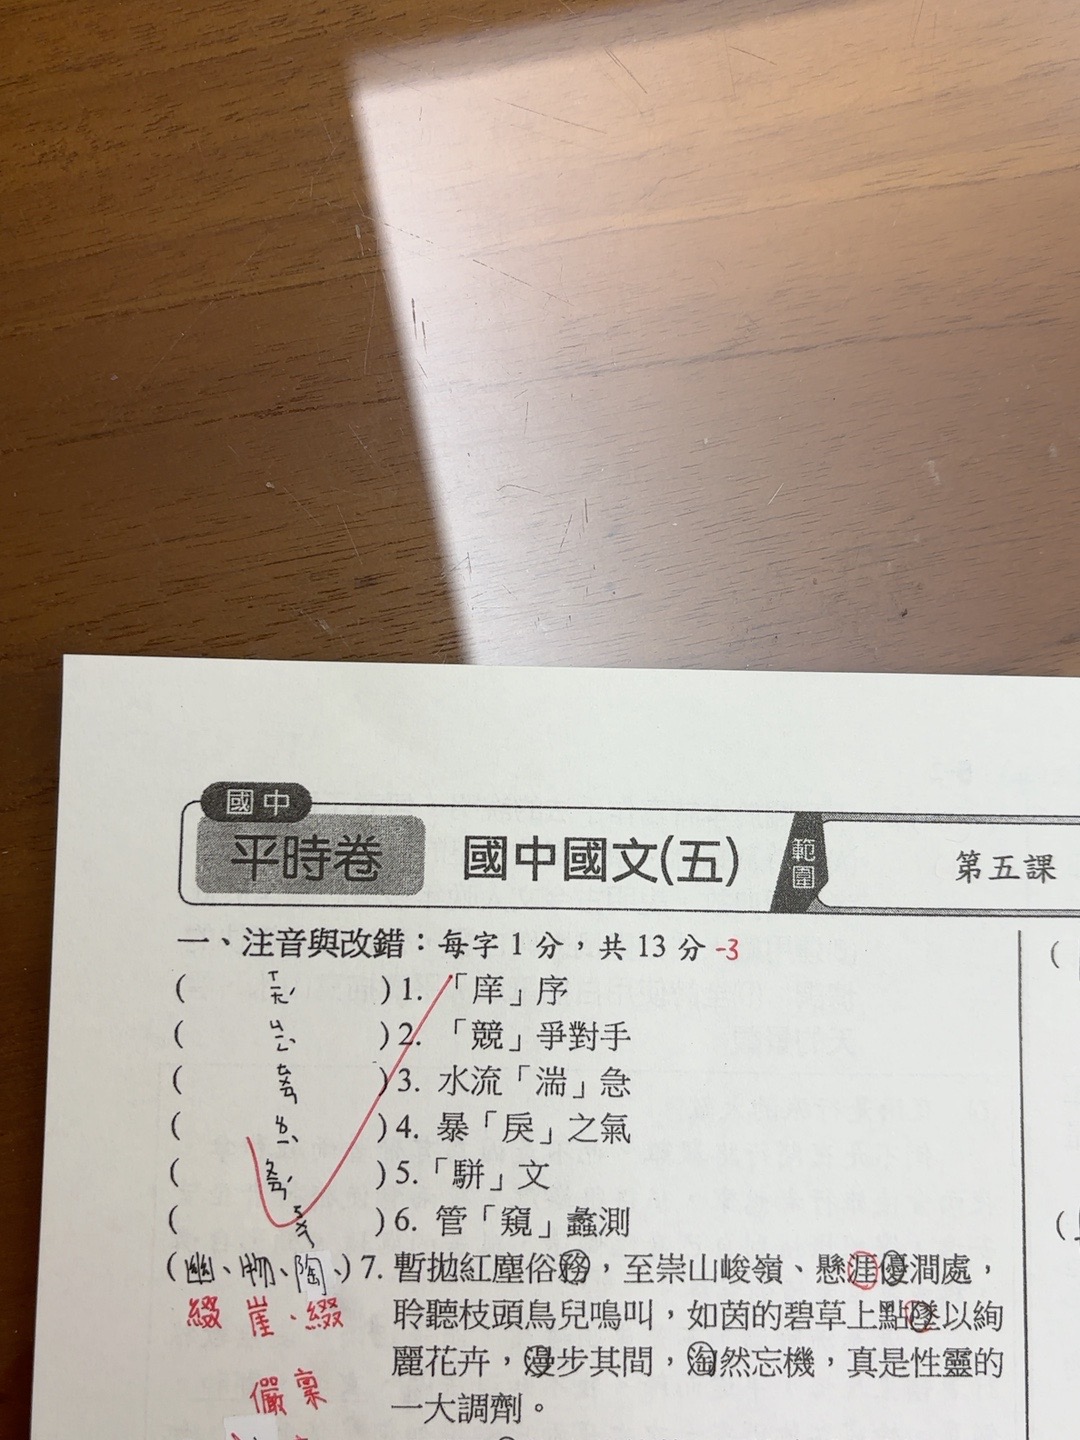 國中
平時卷 國中國文(五) 範圍 第五課
一、注音與改錯：每字 1 分，共 13 分 -3
( ㄒㄧㄤˊ ) 1. 「庠」序
( ㄐㄧㄥˋ ) 2. 「競」爭對手
( ㄊㄨㄢ ) 3. 水流「湍」急
( ㄌㄧˋ ) 4. 暴「戾」之氣
( ㄆㄧㄢˊ ) 5. 「駢」文
( ㄎㄨㄟ ) 6. 管「窺」蠡測
( 幽、物、陶、) 7. 暫拋紅塵俗務，至崇山峻嶺、懸涯優澗處，
綴 崖、綴 聆聽枝頭鳥兒鳴叫，如茵的碧草上點墜以絢
麗花卉，漫步其間，淘然忘機，真是性靈的
儼 稟 一大調劑。